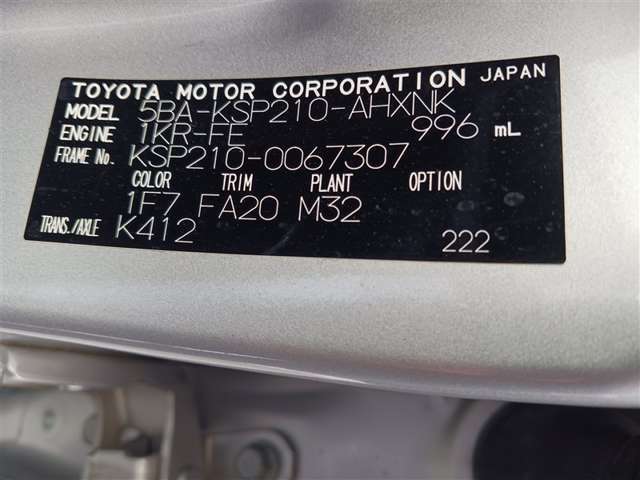 TOYOTA MOTOR CORPORATION JAPAN
MODEL 5BA-KSP210-AHXNK
ENGINE 1KR-FE 996 mL
FRAME No. KSP210-0067307
COLOR TRIM PLANT OPTION
1F7 FA20 M32
TRANS./AXLE K412
222